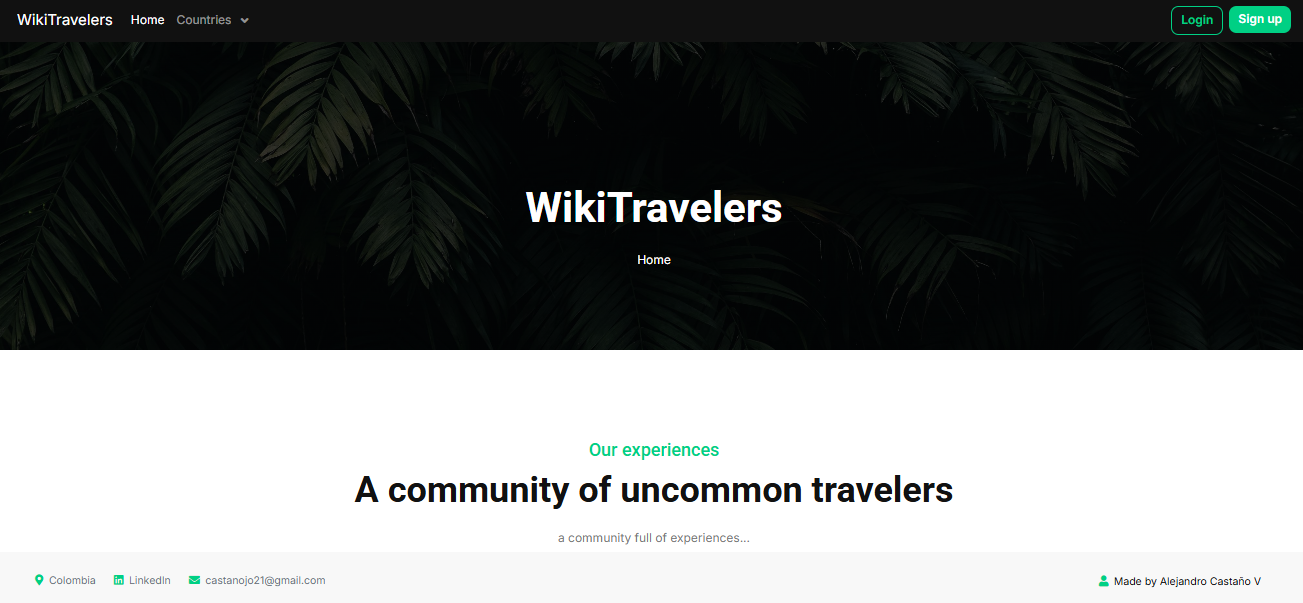 WikiTravelers Home Countries Login Sign up
WikiTravelers
Home
Our experiences
A community of uncommon travelers
a community full of experiences...
Colombia LinkedIn castanojo21@gmail.com Made by Alejandro Castaño V